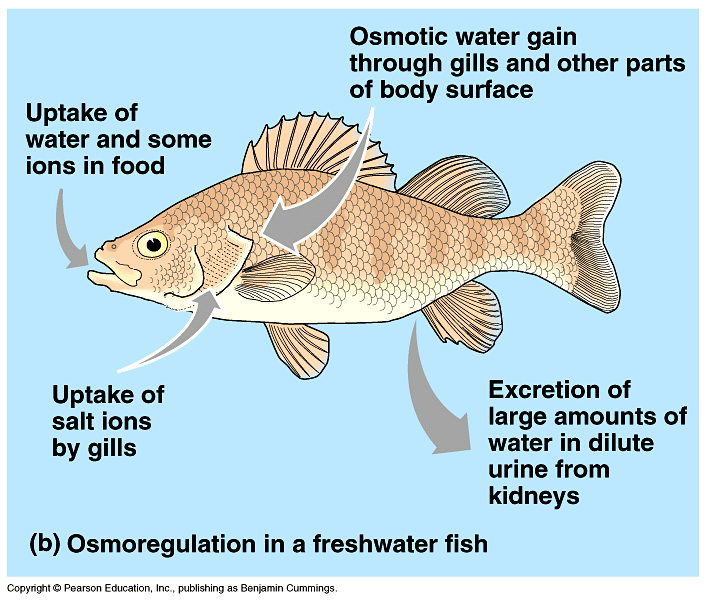 Osmotic water gain
through gills and other parts
of body surface
Uptake of
water and some
ions in food
Uptake of
salt ions
by gills
Excretion of
large amounts of
water in dilute
urine from
kidneys
(b) Osmoregulation in a freshwater fish
Copyright © Pearson Education, Inc., publishing as Benjamin Cummings.